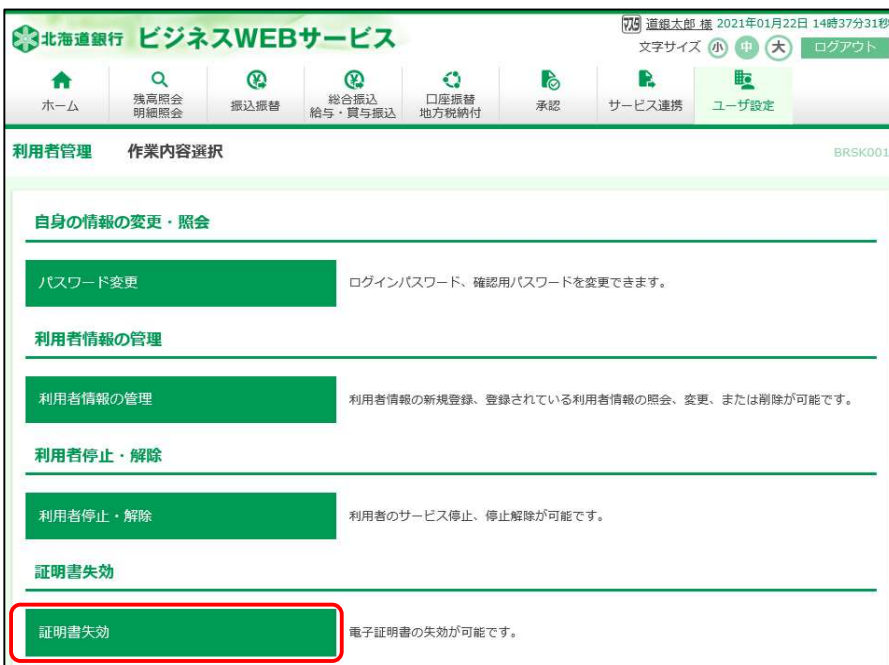 北海道銀行 ビジネスWEBサービス
道銀太郎 様 2021年01月22日 14時37分31秒
文字サイズ 小 中 大 ログアウト
ホーム
残高照会
明細照会
振込振替
総合振込
給与・賞与振込
口座振替
地方税納付
承認
サービス連携
ユーザ設定
利用者管理 作業内容選択 BRSK001
自身の情報の変更・照会
パスワード変更 ログインパスワード、確認用パスワードを変更できます。
利用者情報の管理
利用者情報の管理 利用者情報の新規登録、登録されている利用者情報の照会、変更、または削除が可能です。
利用者停止・解除
利用者停止・解除 利用者のサービス停止、停止解除が可能です。
証明書失効
証明書失効 電子証明書の失効が可能です。